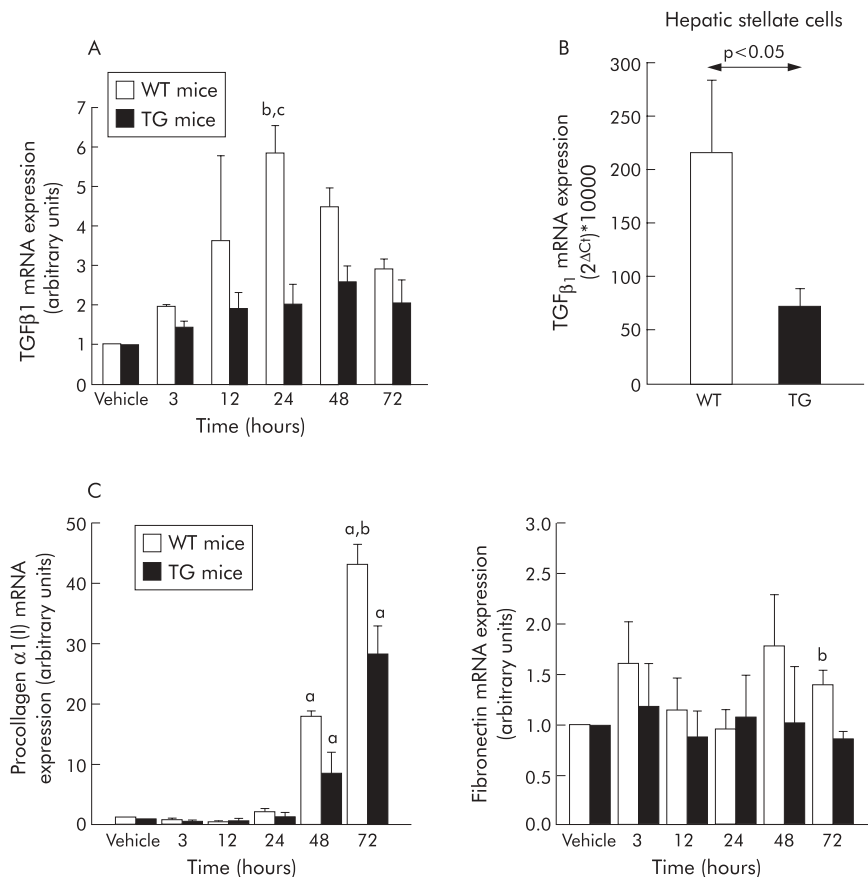 A
WT mice
TG mice
TGFβ1 mRNA expression
(arbitrary units)
7
6
5
4
3
2
1
0
b,c
Vehicle 3 12 24 48 72
Time (hours)
B
Hepatic stellate cells
p<0.05
TGFβ1 mRNA expression
(2ΔCt)*10000
300
250
200
150
100
50
0
WT TG
C
WT mice
TG mice
Procollagen α1(I) mRNA
expression (arbitrary units)
50
40
30
20
10
0
a
a
a,b
a
Vehicle 3 12 24 48 72
Time (hours)
Fibronectin mRNA expression
(arbitrary units)
3.0
2.5
2.0
1.5
1.0
0.5
0.0
b
Vehicle 3 12 24 48 72
Time (hours)